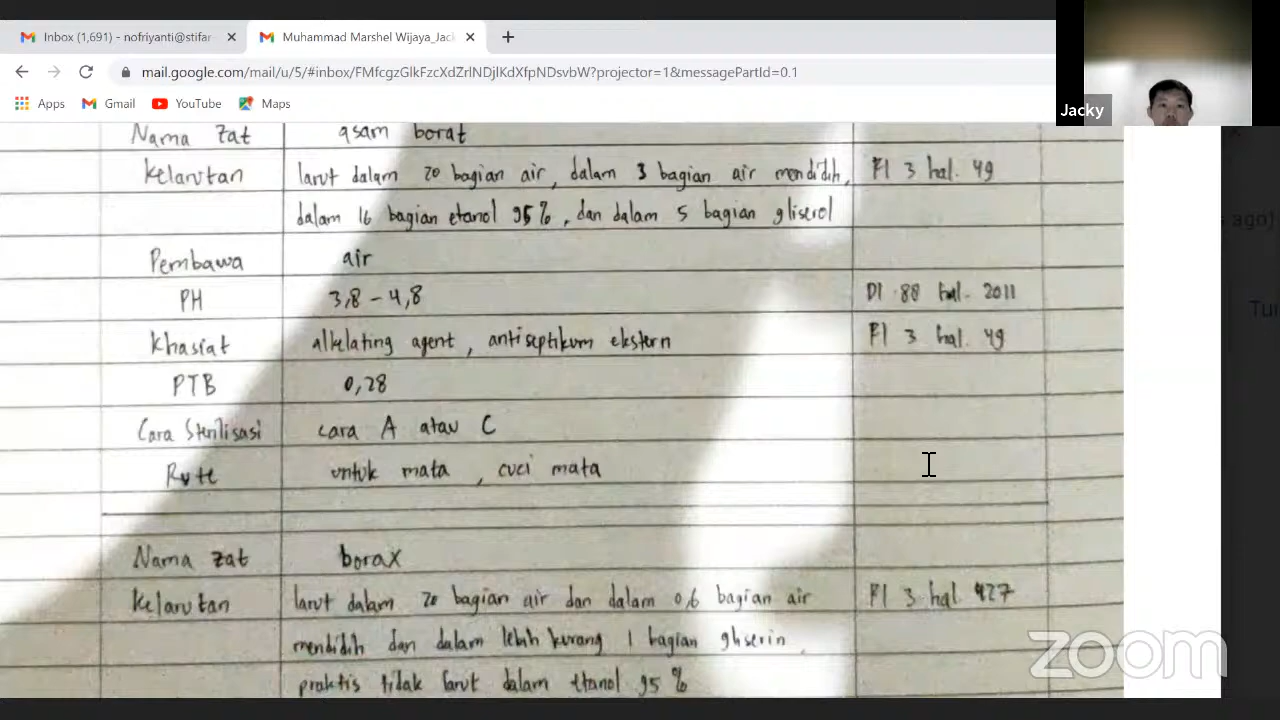 Inbox (1,691) - nofriyanti@stifar
Muhammad Marshel Wijaya_Jack
mail.google.com/mail/u/5/#inbox/FMfcgzGlkFzcXdZrlNDjlKdXfpNDsvbW?projector=1&messagePartId=0.1
Apps Gmail YouTube Maps
Jacky
Nama Zat asam borat
Kelarutan larut dalam 20 bagian air, dalam 3 bagian air mendidih, FI 3 hal. 49
dalam 16 bagian etanol 95%, dan dalam 5 bagian gliserol
Pembawa air
PH 3,8 - 4,8 DI 88 hal. 2011
Khasiat antiseptikum ekstern FI 3 hal. 49
PTB 0,28
Cara Sterilisasi cara A atau C
Rute untuk mata, cuci mata
Nama zat borax
Kelarutan larut dalam 20 bagian air dan dalam 0,6 bagian air FI 3 hal. 427
mendidih dan dalam lebih kurang 1 bagian gliserin,
praktis tidak larut dalam etanol 95 %
s ago)
Tu
zoom